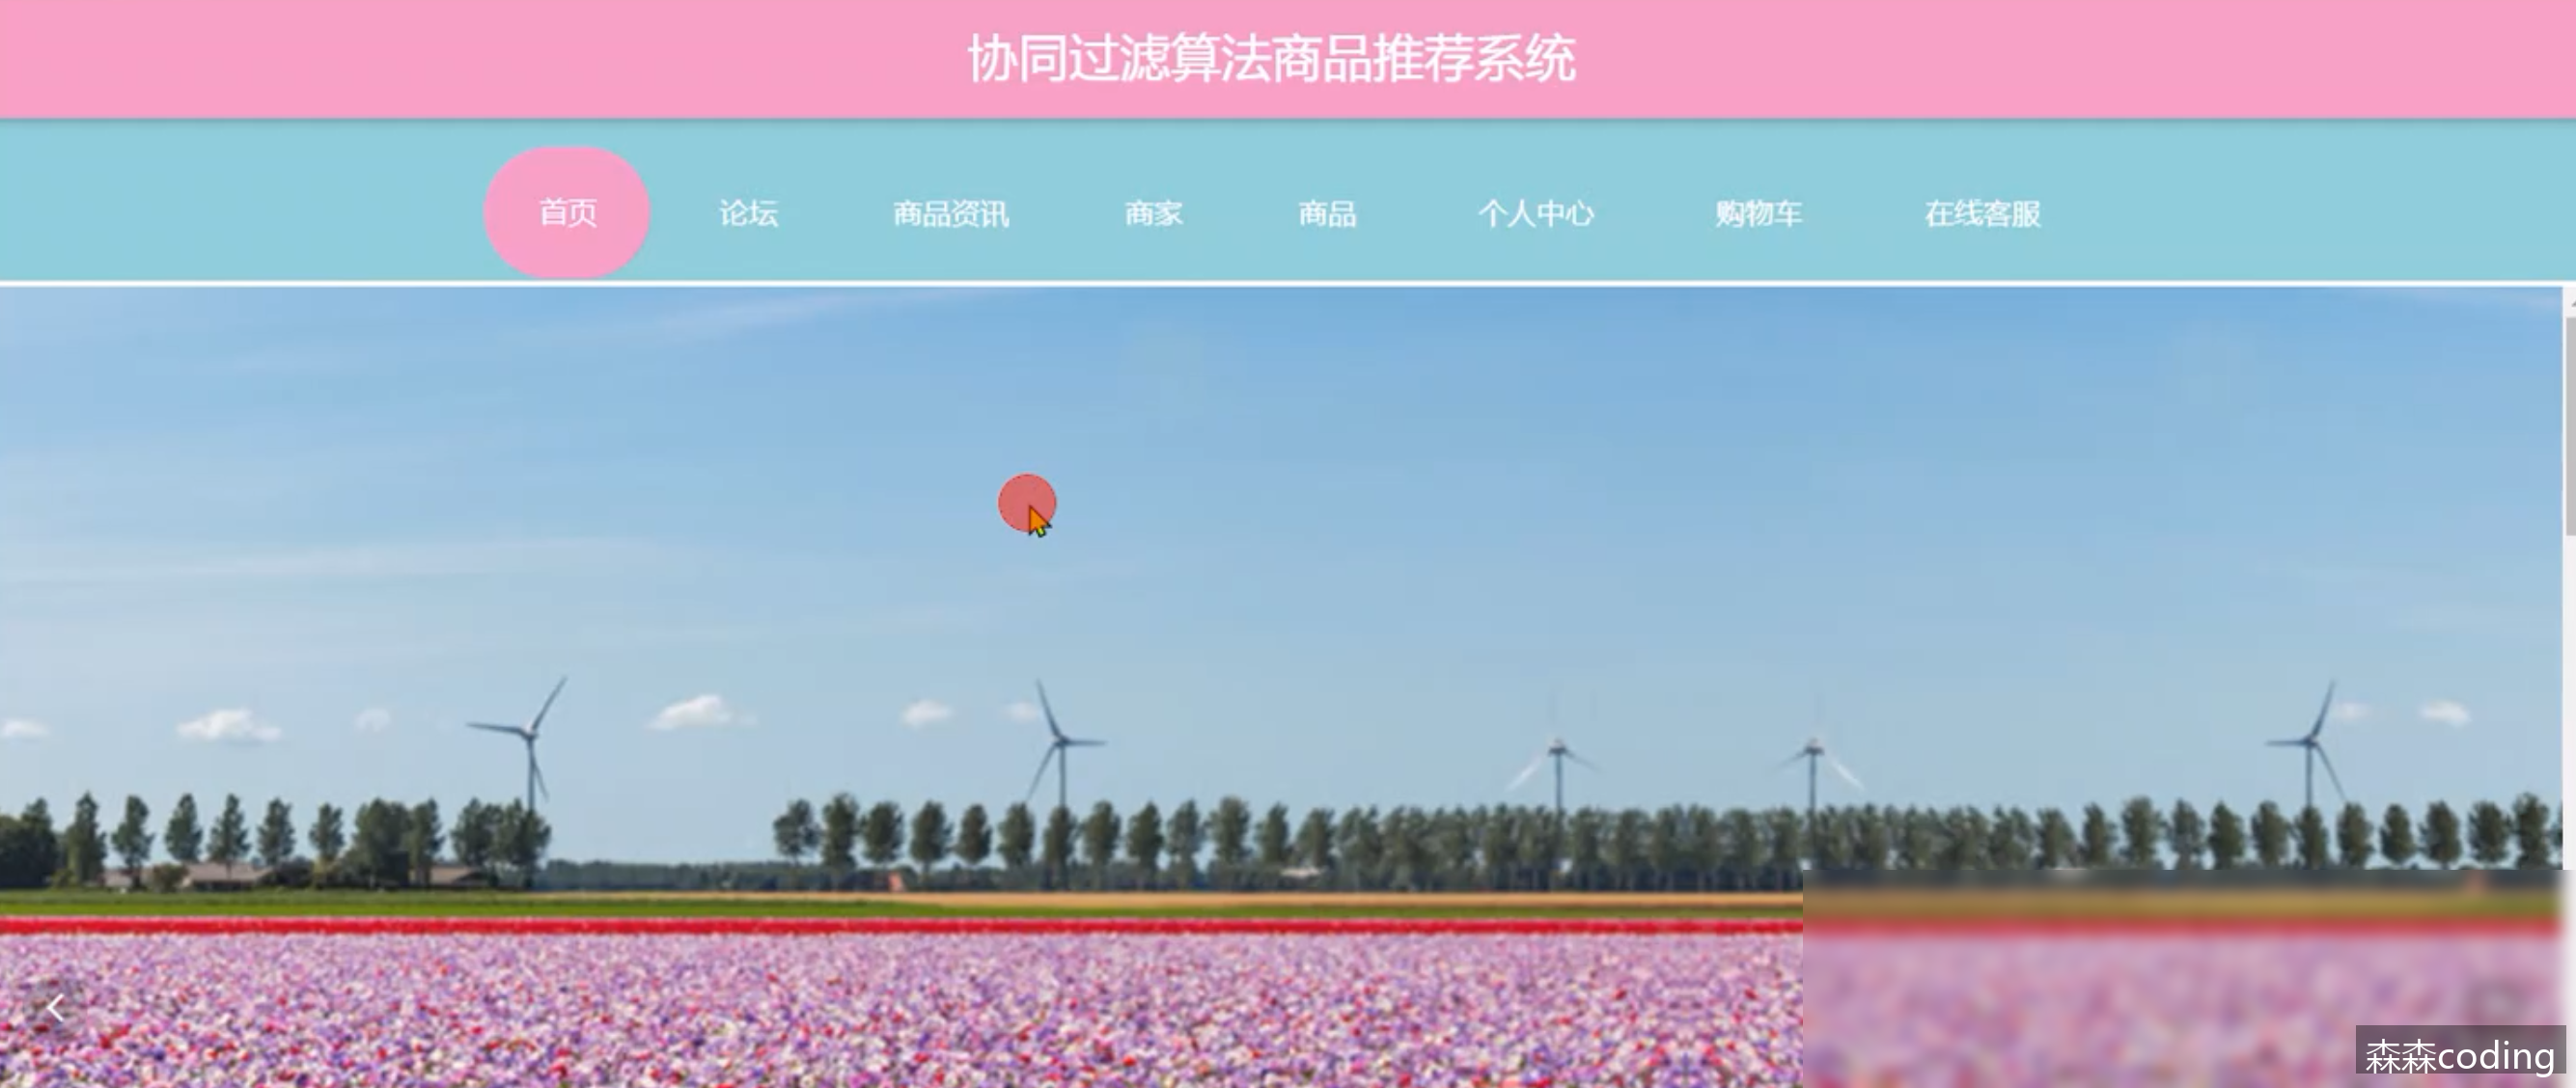 协同过滤算法商品推荐系统
首页 论坛 商品资讯 商家 商品 个人中心 购物车 在线客服
森森coding